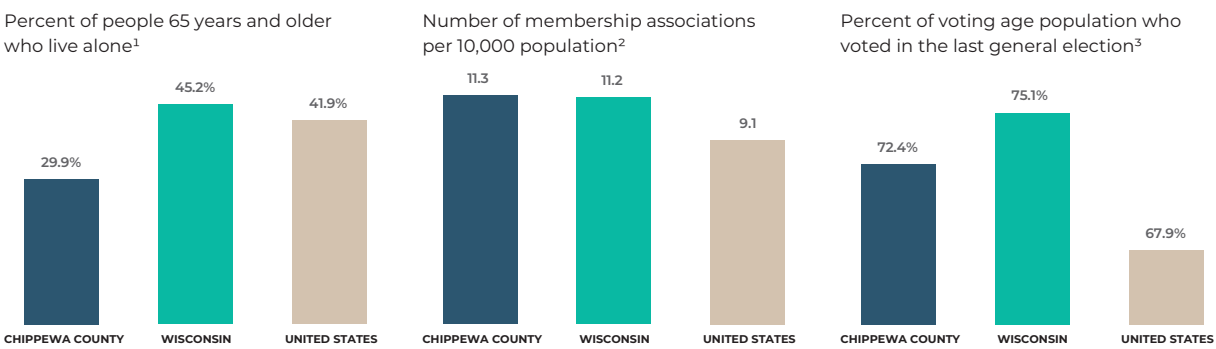 Percent of people 65 years and older
who live alone¹
45.2%
41.9%
29.9%
CHIPPEWA COUNTY
WISCONSIN
UNITED STATES
Number of membership associations
per 10,000 population²
11.3
11.2
9.1
CHIPPEWA COUNTY
WISCONSIN
UNITED STATES
Percent of voting age population who
voted in the last general election³
75.1%
72.4%
67.9%
CHIPPEWA COUNTY
WISCONSIN
UNITED STATES